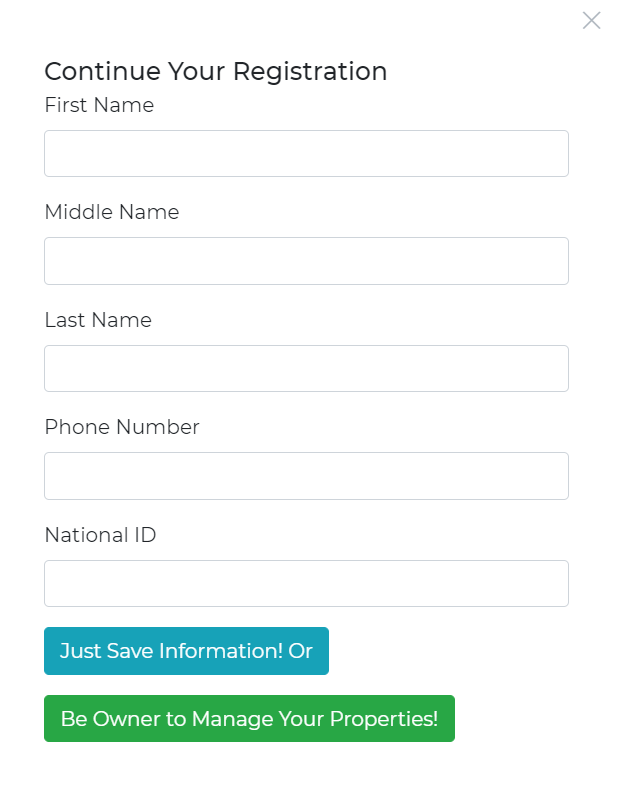 Continue Your Registration
First Name
Middle Name
Last Name
Phone Number
National ID
Just Save Information! Or
Be Owner to Manage Your Properties!